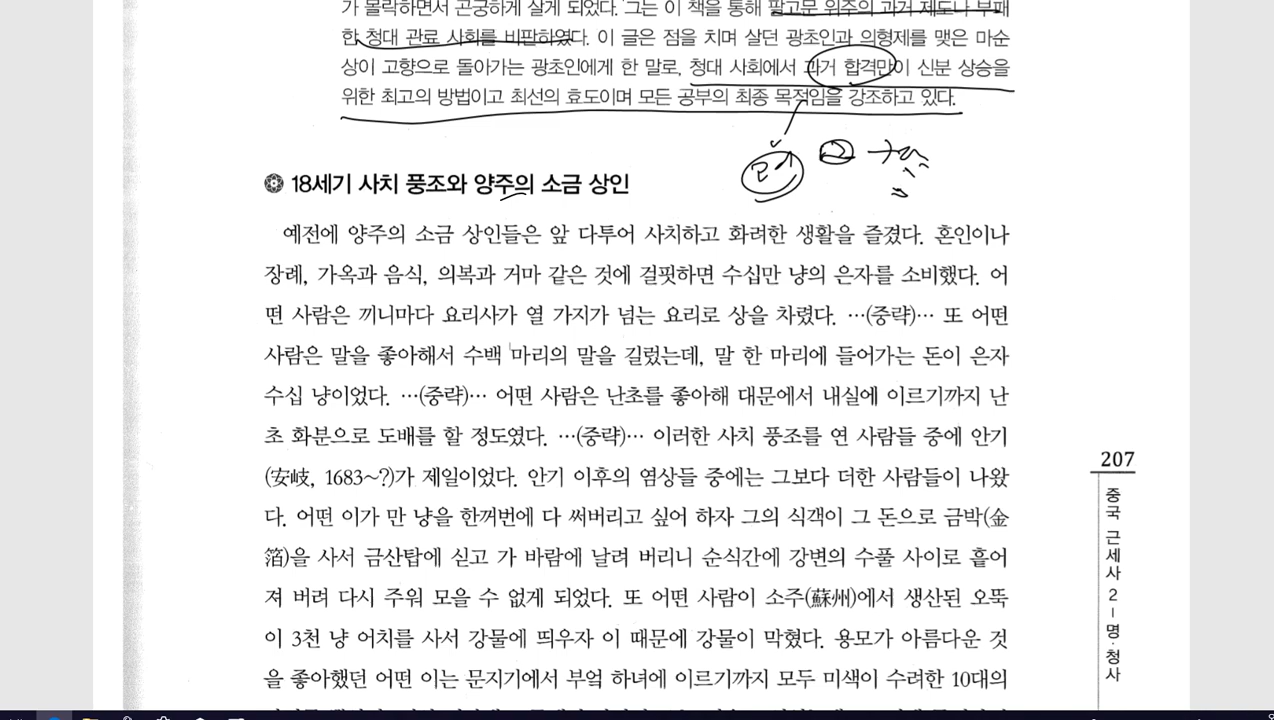 가 몰락하면서 곤궁하게 살게 되었다. 그는 이 책을 통해 팔고문 위주의 과거 제도나 부패
한 청대 관료 사회를 비판하였다. 이 글은 점을 치며 살던 광초인과 의형제를 맺은 마순
상이 고향으로 돌아가는 광초인에게 한 말로, 청대 사회에서 과거 합격만이 신분 상승을
위한 최고의 방법이고 최선의 효도이며 모든 공부의 최종 목적임을 강조하고 있다.
18세기 사치 풍조와 양주의 소금 상인
예전에 양주의 소금 상인들은 앞 다투어 사치하고 화려한 생활을 즐겼다. 혼인이나
장례, 가옥과 음식, 의복과 거마 같은 것에 걸핏하면 수십만 냥의 은자를 소비했다. 어
떤 사람은 끼니마다 요리사가 열 가지가 넘는 요리로 상을 차렸다. …(중략)… 또 어떤
사람은 말을 좋아해서 수백 마리의 말을 길렀는데, 말 한 마리에 들어가는 돈이 은자
수십 냥이었다. …(중략)… 어떤 사람은 난초를 좋아해 대문에서 내실에 이르기까지 난
초 화분으로 도배를 할 정도였다. …(중략)… 이러한 사치 풍조를 연 사람들 중에 안기
(安岐, 1683~?)가 제일이었다. 안기 이후의 염상들 중에는 그보다 더한 사람들이 나왔
다. 어떤 이가 만 냥을 한꺼번에 다 써버리고 싶어 하자 그의 식객이 그 돈으로 금박(金
箔)을 사서 금산탑에 싣고 가 바람에 날려 버리니 순식간에 강변의 수풀 사이로 흩어
져 버려 다시 주워 모을 수 없게 되었다. 또 어떤 사람이 소주(蘇州)에서 생산된 오뚝
이 3천 냥 어치를 사서 강물에 띄우자 이 때문에 강물이 막혔다. 용모가 아름다운 것
을 좋아했던 어떤 이는 문지기에서 부엌 하녀에 이르기까지 모두 미색이 수려한 10대의
207
중국 근세사 2 – 명·청사